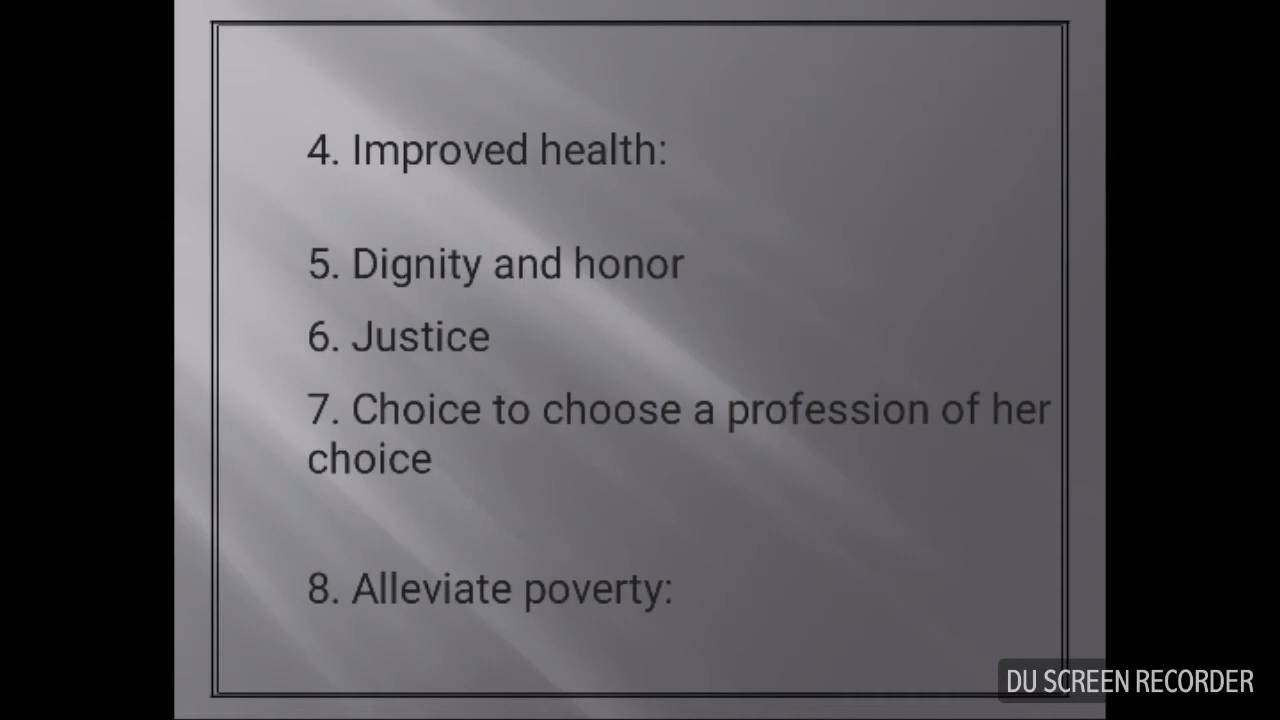 4. Improved health:
5. Dignity and honor
6. Justice
7. Choice to choose a profession of her
choice
8. Alleviate poverty:
DU SCREEN RECORDER